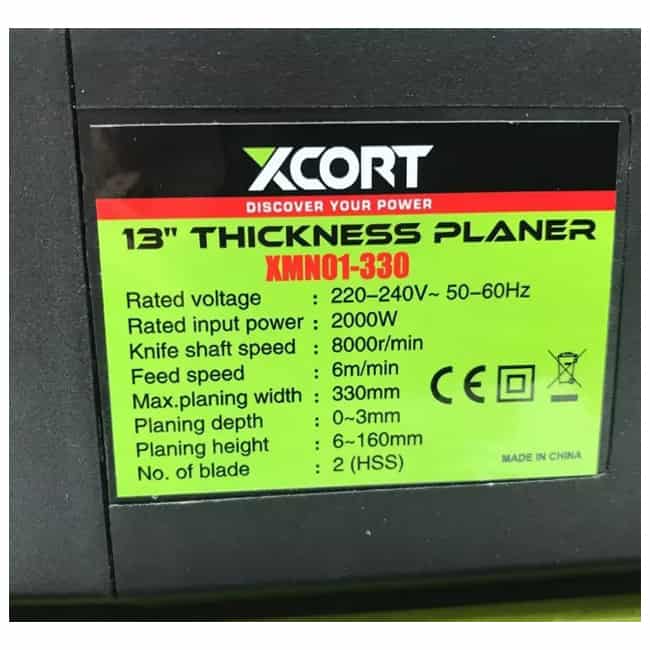 XCORT
DISCOVER YOUR POWER
13" THICKNESS PLANER
XMN01-330
Rated voltage : 220–240V~ 50–60Hz
Rated input power : 2000W
Knife shaft speed : 8000r/min
Feed speed : 6m/min
Max.planing width : 330mm
Planing depth : 0~3mm
Planing height : 6~160mm
No. of blade : 2 (HSS)
CE
MADE IN CHINA